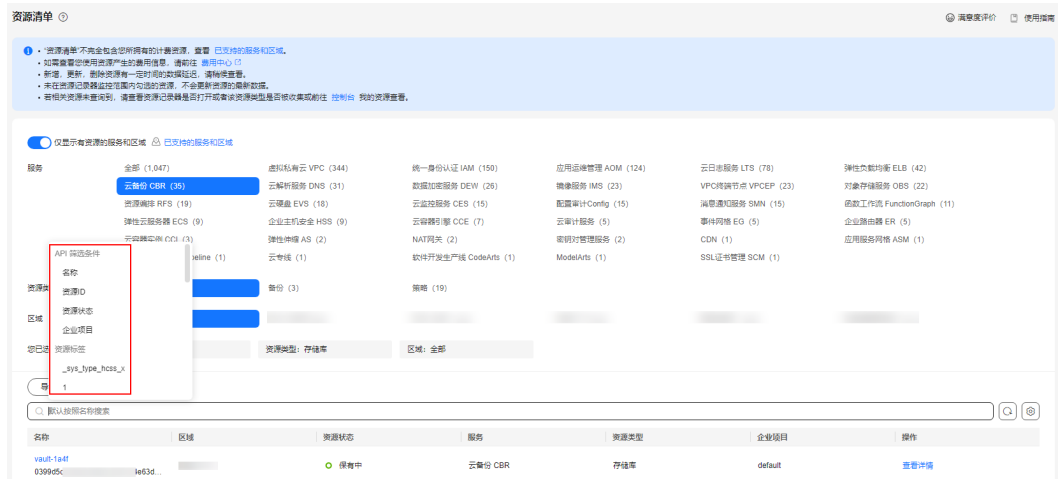 资源清单
满意度评价 使用指南
• "资源清单"不完全包含您所拥有的计费资源，查看 已支持的服务和区域。
• 如需查看您使用资源产生的费用信息，请前往 费用中心
• 新增，更新，删除资源有一定时间的数据延迟，请稍候查看。
• 未在资源记录器监控范围内勾选的资源，不会更新资源的最新数据。
• 若相关资源未查询到，请查看资源记录器是否打开或者该资源类型是否被收集或前往 控制台 我的资源查看。
仅显示有资源的服务和区域 已支持的服务和区域
服务 全部 (1,047) 虚拟私有云 VPC (344) 统一身份认证 IAM (150) 应用运维管理 AOM (124) 云日志服务 LTS (78) 弹性负载均衡 ELB (42)
云备份 CBR (35) 云解析服务 DNS (31) 数据加密服务 DEW (26) 镜像服务 IMS (23) VPC终端节点 VPCEP (23) 对象存储服务 OBS (22)
资源编排 RFS (19) 云硬盘 EVS (18) 云监控服务 CES (15) 配置审计Config (15) 消息通知服务 SMN (15) 函数工作流 FunctionGraph (11)
弹性云服务器 ECS (9) 企业主机安全 HSS (9) 云容器引擎 CCE (7) 云审计服务 (5) 事件网格 EG (5) 企业路由器 ER (5)
云容器实例 CCI (3) 弹性伸缩 AS (2) NAT网关 (2) 密钥对管理服务 (2) CDN (1) 应用服务网格 ASM (1)
eline (1) 云专线 (1) 软件开发生产线 CodeArts (1) ModelArts (1) SSL证书管理 SCM (1)
API 筛选条件
名称
资源ID
资源状态
企业项目
资源标签
_sys_type_hcss_x
1
资源类 备份 (3) 策略 (19)
区域
您已选 资源类型：存储库 区域：全部
导
默认按照名称搜索
名称 区域 资源状态 服务 资源类型 企业项目 操作
vault-1a4f
0399d5c 4e63d... 保有中 云备份 CBR 存储库 default 查看详情